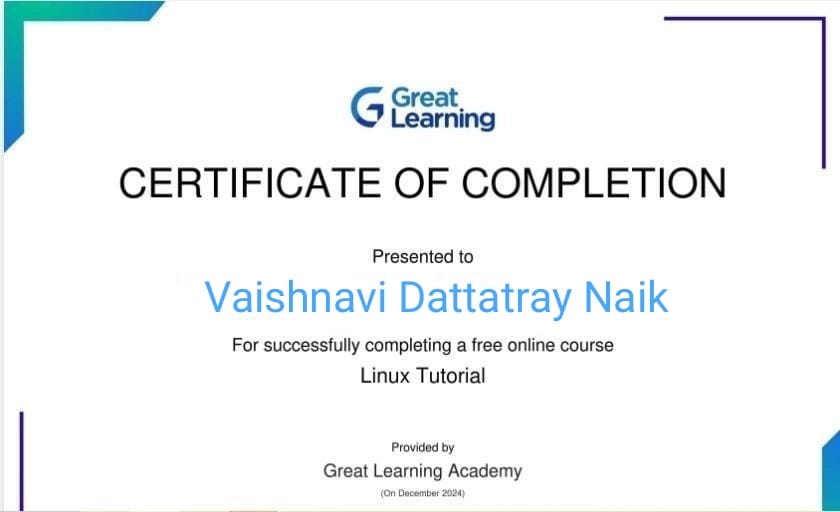 Great
Learning
CERTIFICATE OF COMPLETION
Presented to
Vaishnavi Dattatray Naik
For successfully completing a free online course
Linux Tutorial
Provided by
Great Learning Academy
(On December 2024)